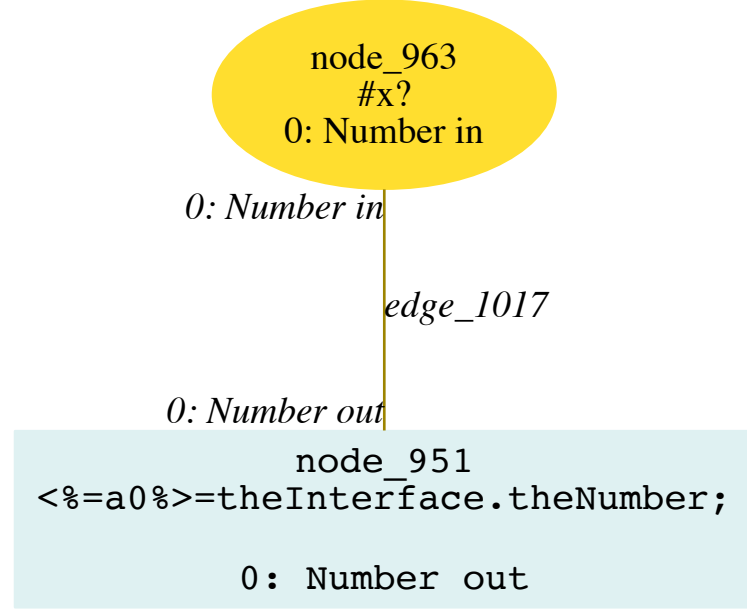 node_963
#x?
0: Number in
0: Number in
edge_1017
0: Number out
node_951
<%=a0%>=theInterface.theNumber;
0: Number out